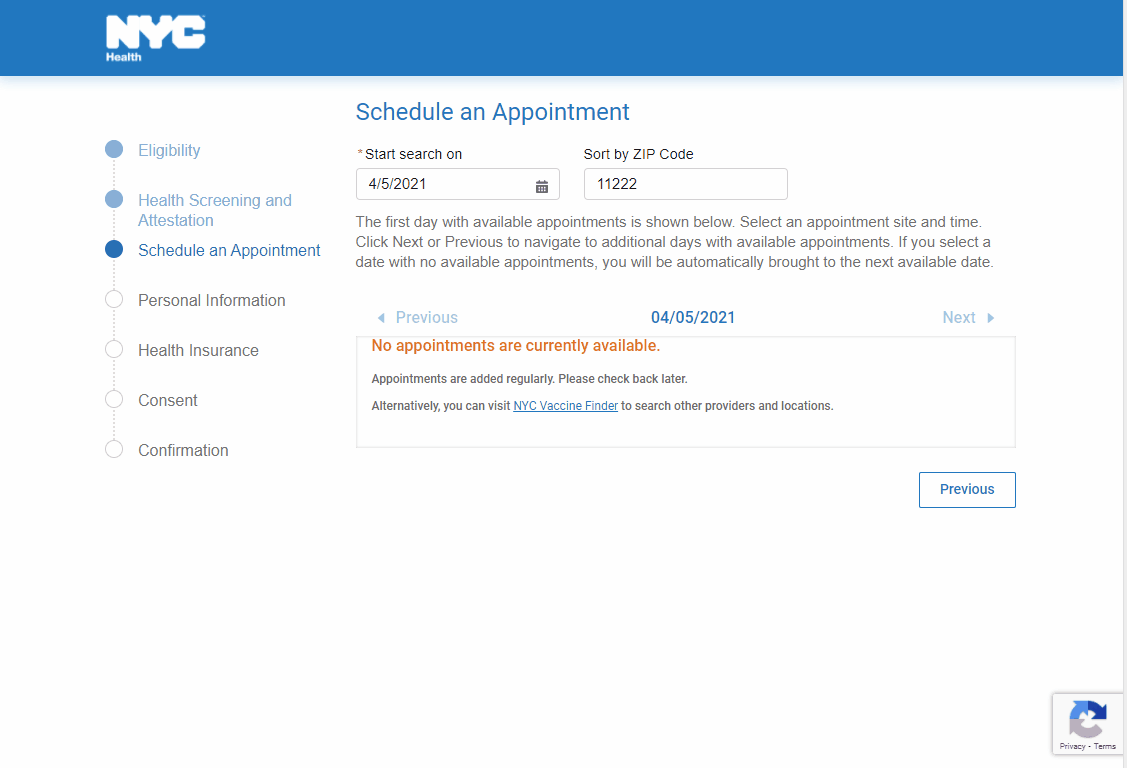 NYC
Health
Schedule an Appointment
Eligibility
Health Screening and
Attestation
Schedule an Appointment
Personal Information
Health Insurance
Consent
Confirmation
* Start search on
4/5/2021
Sort by ZIP Code
11222
The first day with available appointments is shown below. Select an appointment site and time.
Click Next or Previous to navigate to additional days with available appointments. If you select a
date with no available appointments, you will be automatically brought to the next available date.
Previous 04/05/2021 Next
No appointments are currently available.
Appointments are added regularly. Please check back later.
Alternatively, you can visit NYC Vaccine Finder to search other providers and locations.
Previous
Privacy - Terms